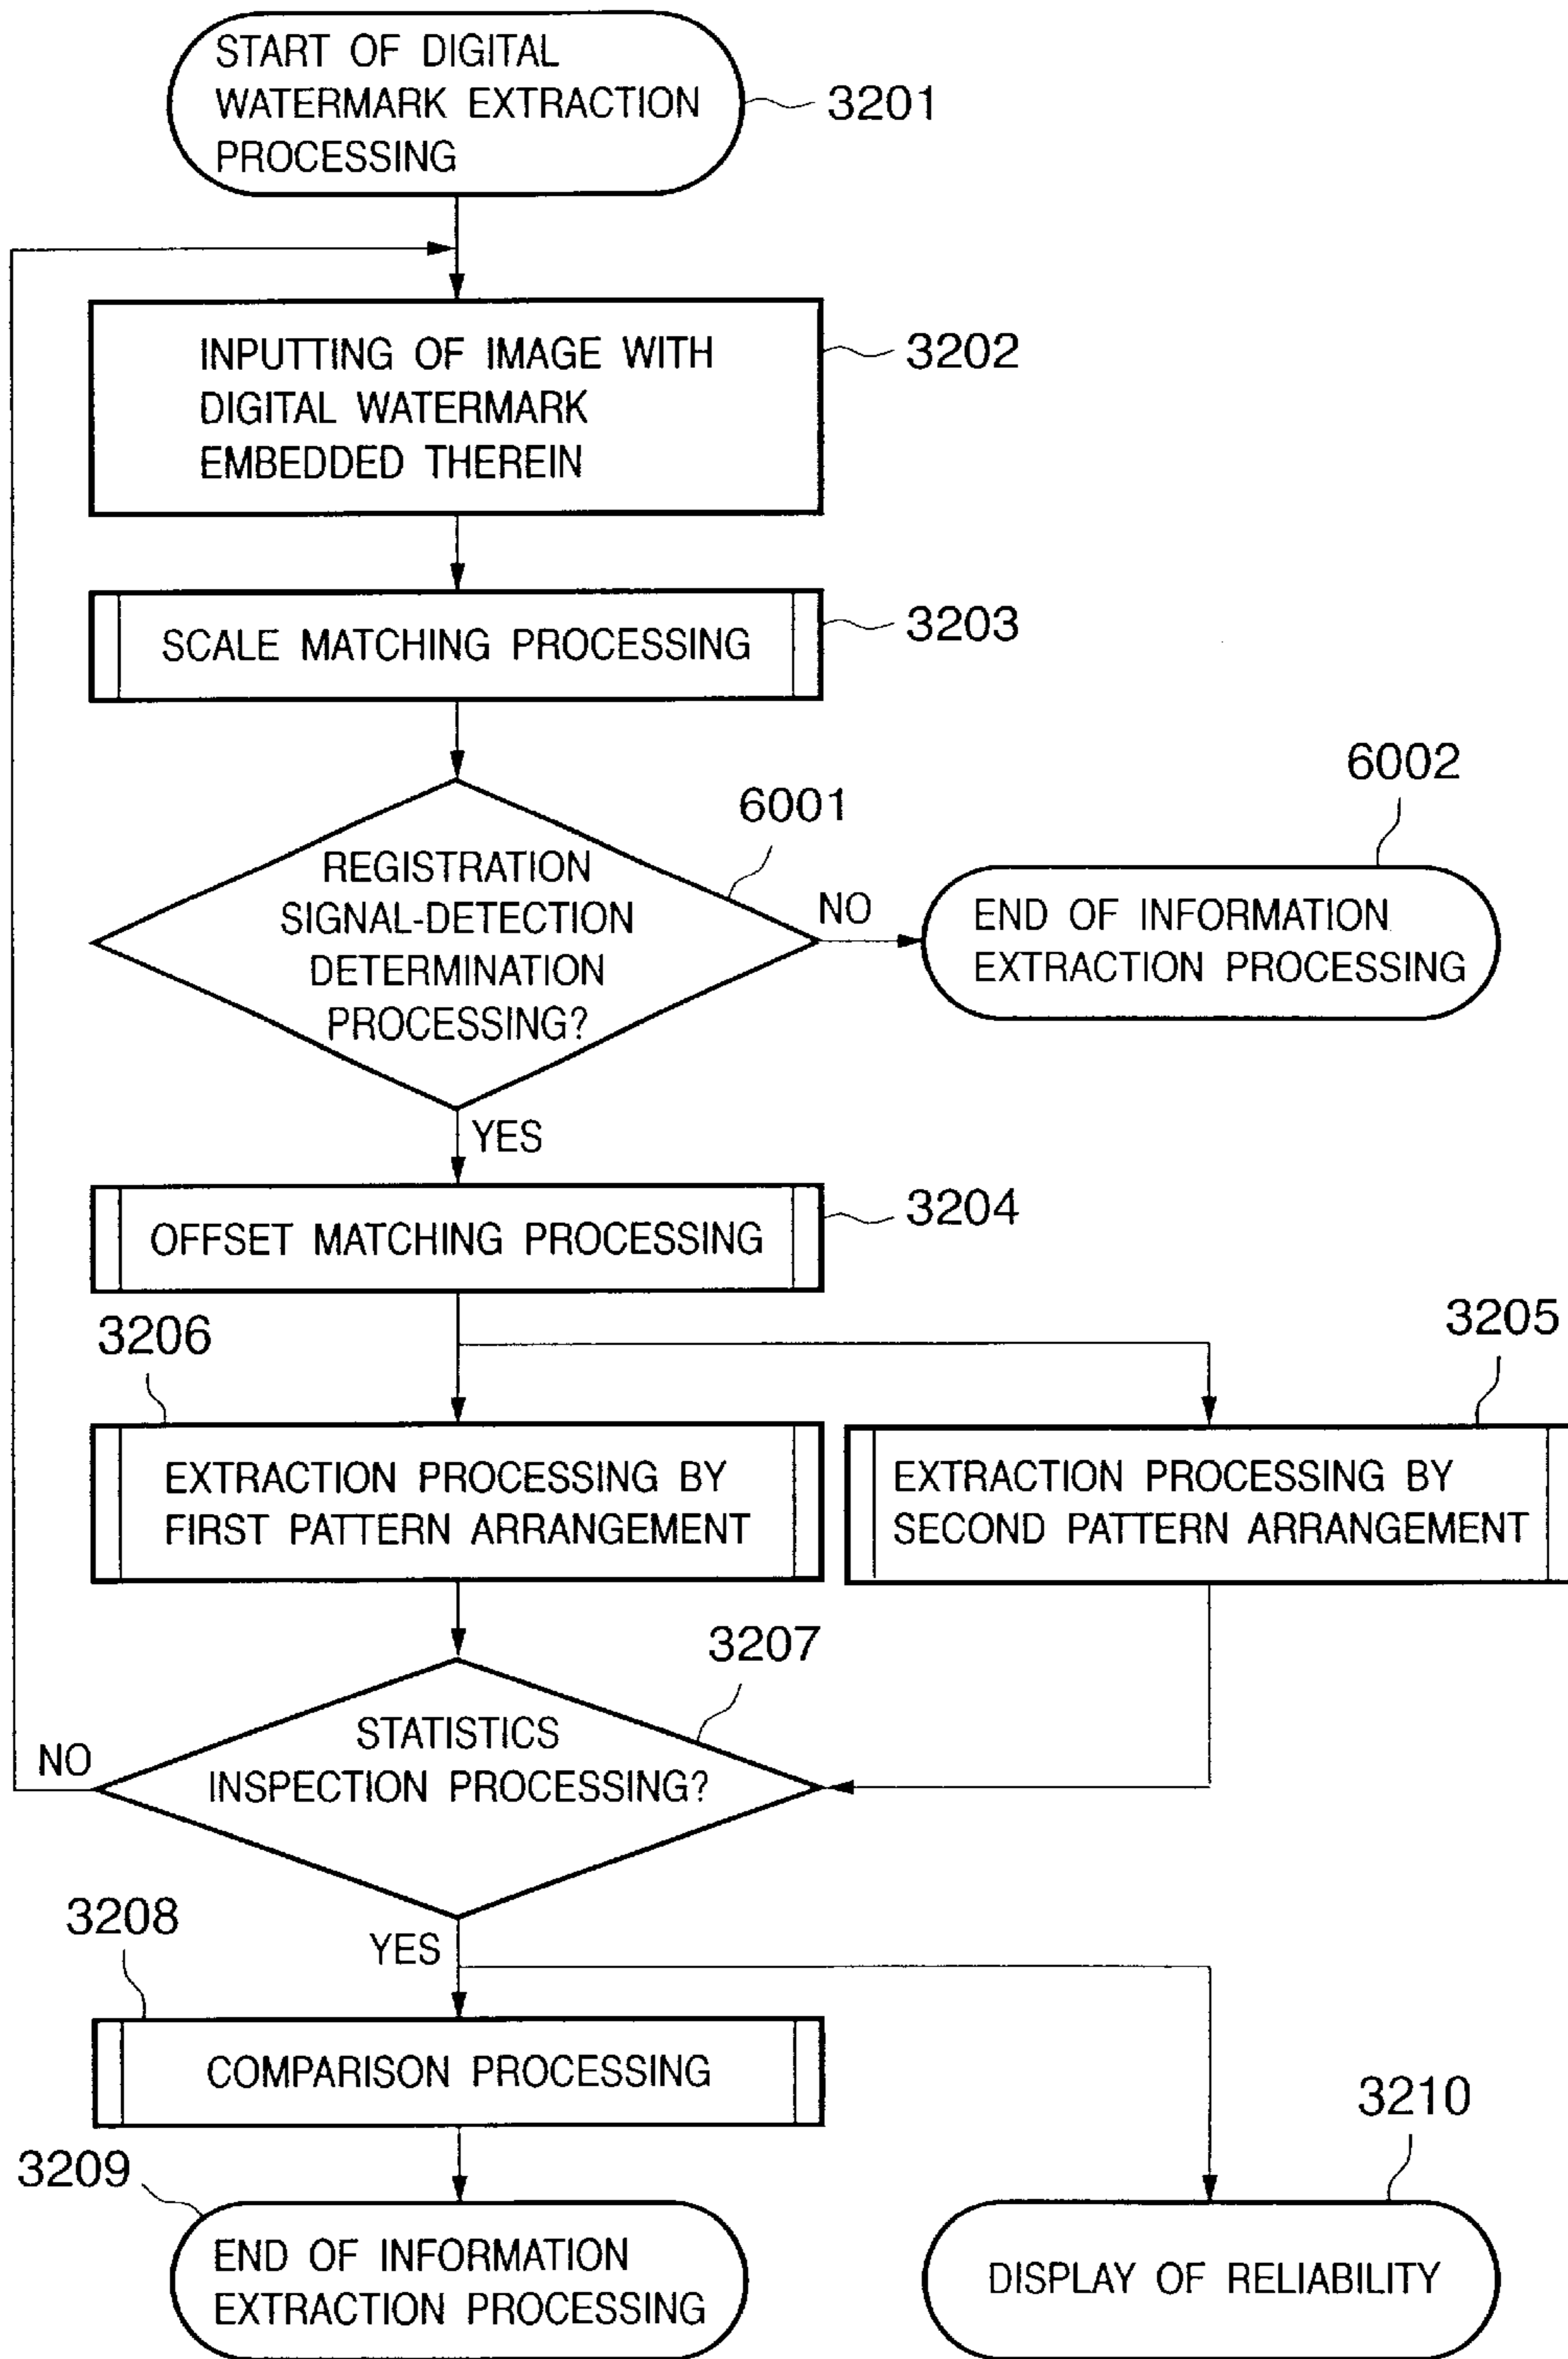 START OF DIGITAL
WATERMARK EXTRACTION
PROCESSING
3201
INPUTTING OF IMAGE WITH
DIGITAL WATERMARK
EMBEDDED THEREIN
3202
SCALE MATCHING PROCESSING
3203
6001
REGISTRATION
SIGNAL-DETECTION
DETERMINATION
PROCESSING?
NO
6002
END OF INFORMATION
EXTRACTION PROCESSING
YES
OFFSET MATCHING PROCESSING
3204
3206
EXTRACTION PROCESSING BY
FIRST PATTERN ARRANGEMENT
3205
EXTRACTION PROCESSING BY
SECOND PATTERN ARRANGEMENT
3207
STATISTICS
INSPECTION PROCESSING?
NO
YES
3208
COMPARISON PROCESSING
3209
END OF INFORMATION
EXTRACTION PROCESSING
3210
DISPLAY OF RELIABILITY